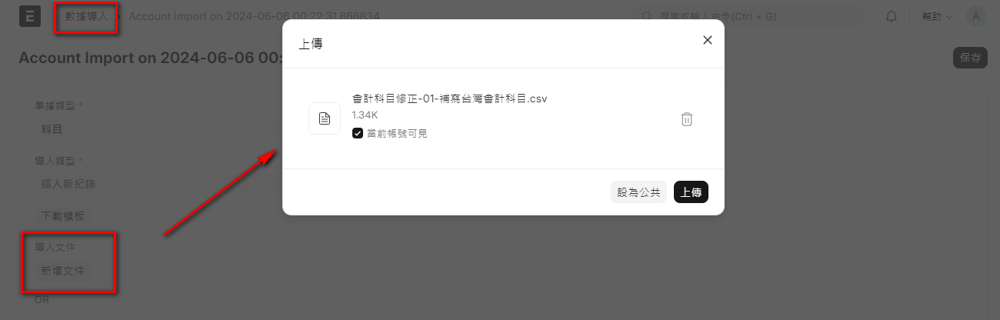 E
數據導入
Account Import on 2024-06-06 00:22:31.866834
搜索或輸入命令(Ctrl + G)
幫助
A
Account Import on 2024-06-06 00:
保存
上傳
單據類型 *
科目
會計科目修正-01-補寫台灣會計科目.csv
1.34K
當前帳號可見
導入類型 *
插入新紀錄
設為公共
上傳
下載模板
導入文件
新增文件
OR